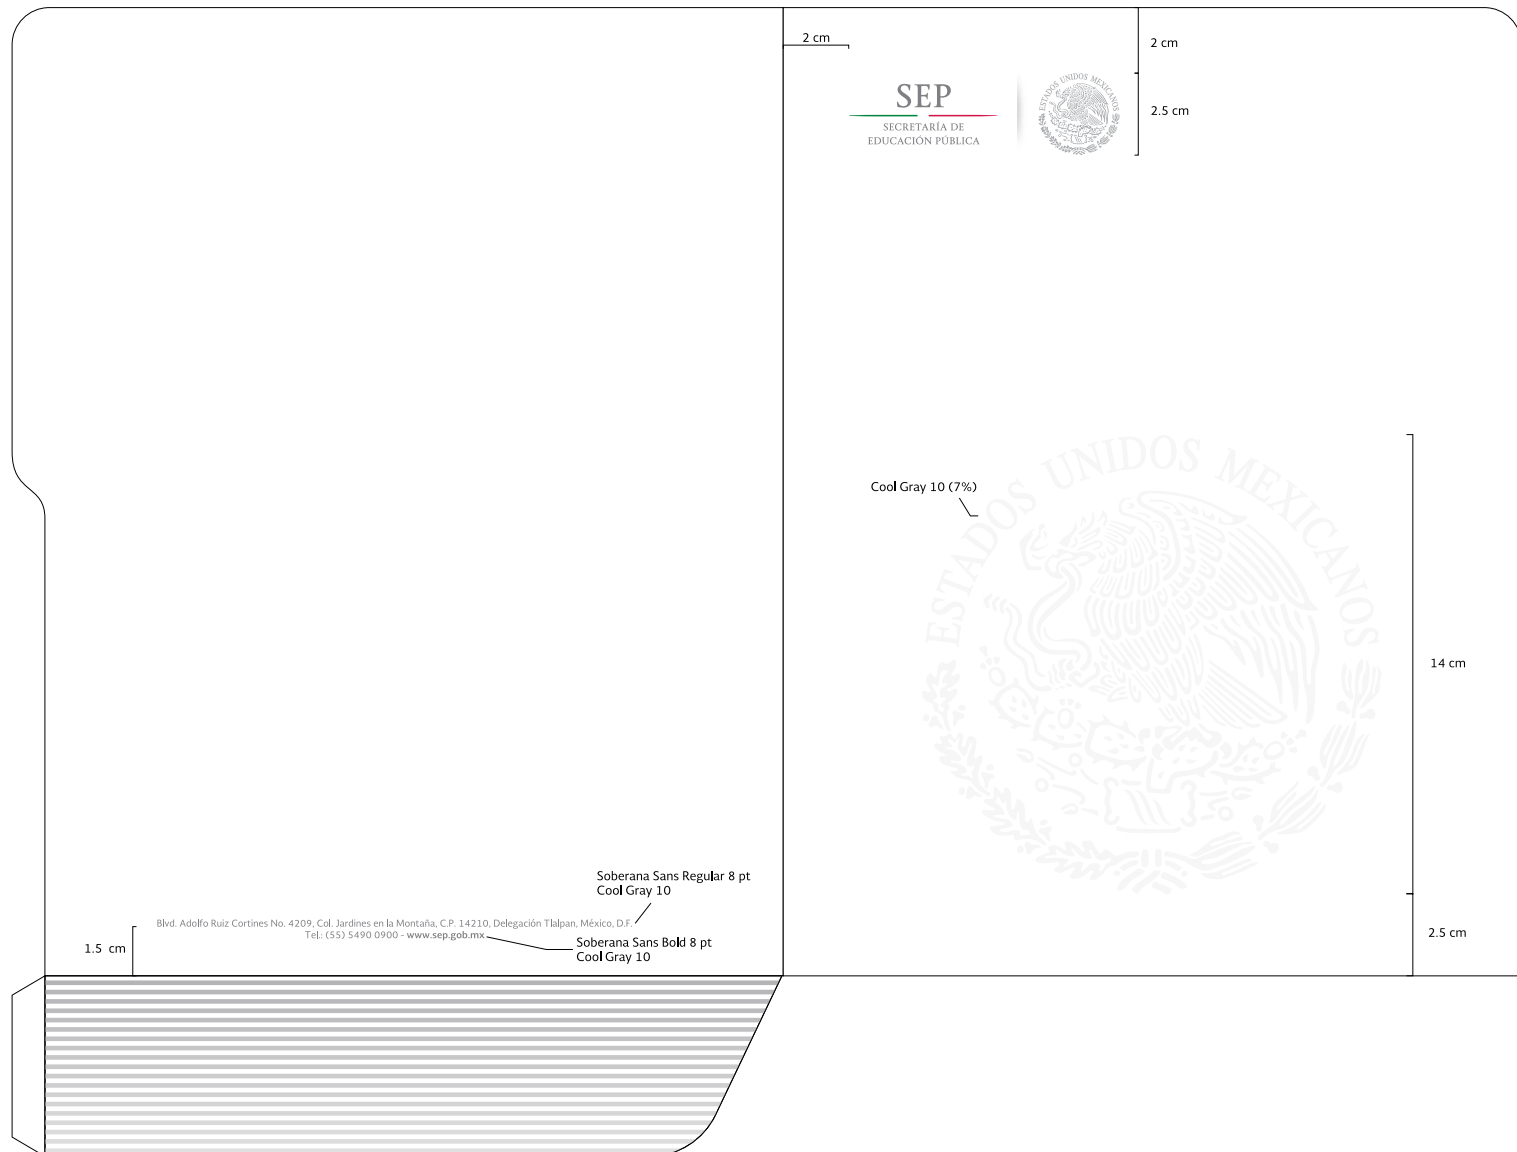 2 cm
2 cm
SEP
SECRETARÍA DE
EDUCACIÓN PÚBLICA
ESTADOS UNIDOS MEXICANOS
2.5 cm
Cool Gray 10 (7%)
ESTADOS UNIDOS MEXICANOS
14 cm
Soberana Sans Regular 8 pt
Cool Gray 10
Blvd. Adolfo Ruiz Cortines No. 4209, Col. Jardines en la Montaña, C.P. 14210, Delegación Tlalpan, México, D.F.
Tel.: (55) 5490 0900 - www.sep.gob.mx
1.5 cm
Soberana Sans Bold 8 pt
Cool Gray 10
2.5 cm